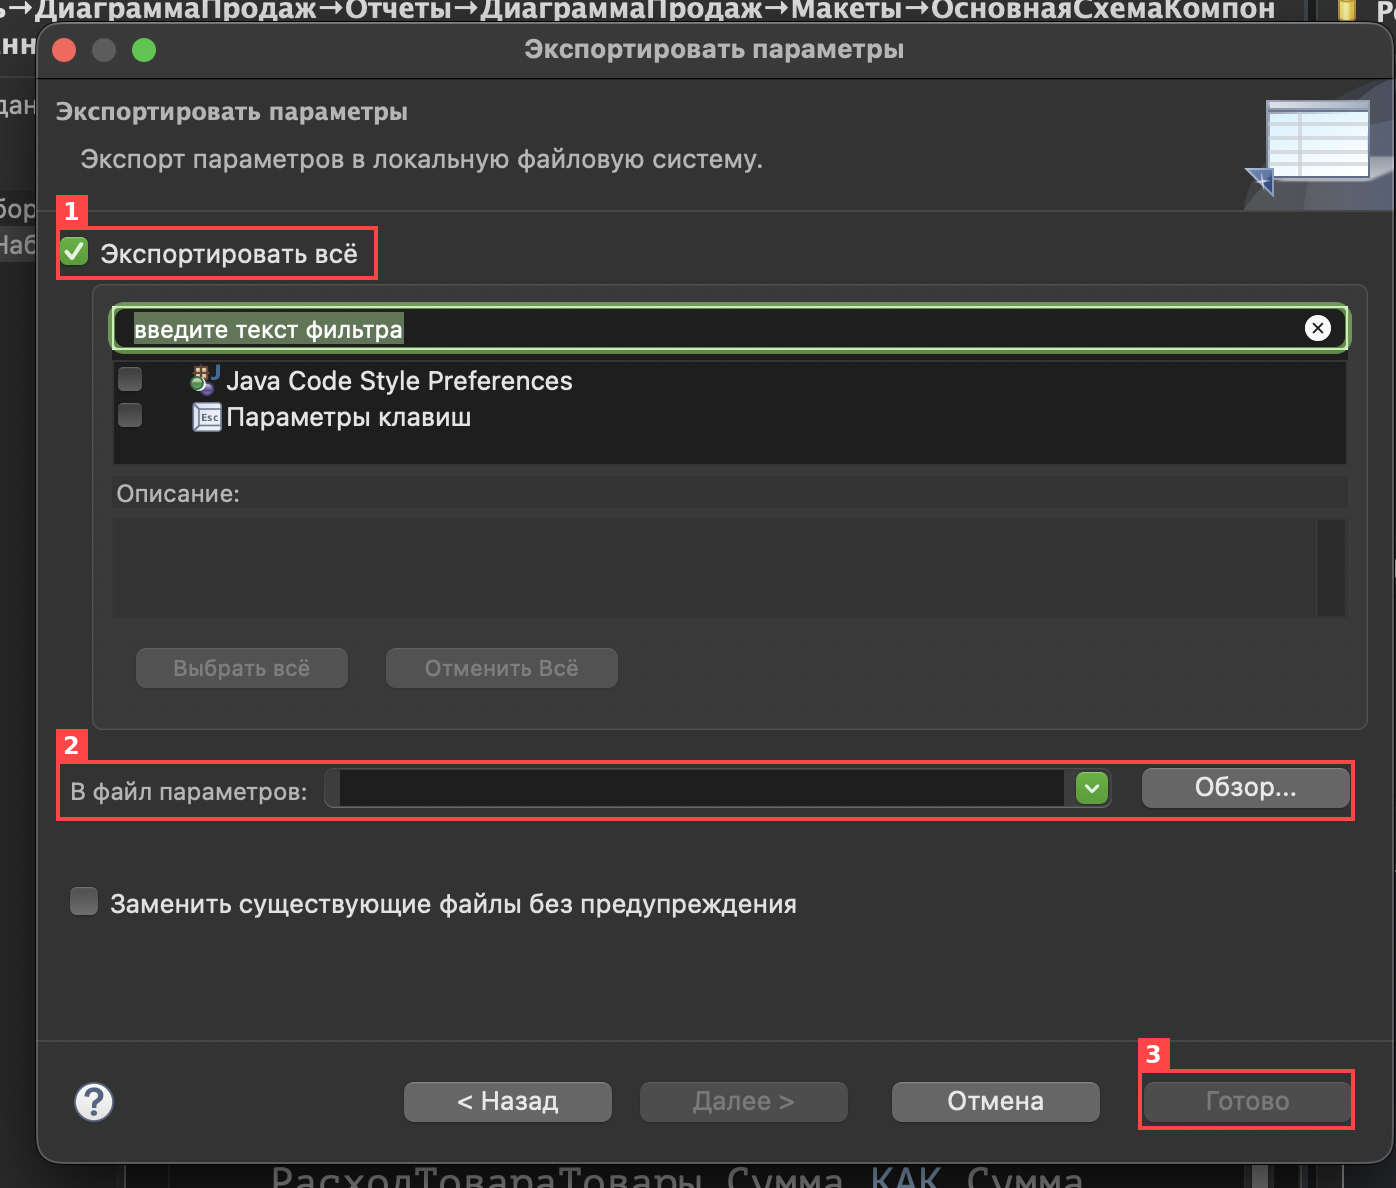 →ДиаграммаПродаж→Отчеты→ДиаграммаПродаж→Макеты→ОсновнаяСхемаКомпон
Экспортировать параметры
Экспортировать параметры
Экспорт параметров в локальную файловую систему.
1
Экспортировать всё
введите текст фильтра
Java Code Style Preferences
Esc Параметры клавиш
Описание:
Выбрать всё Отменить Всё
2
В файл параметров: Обзор...
Заменить существующие файлы без предупреждения
3
? < Назад Далее > Отмена Готово
РасходТовараТовары Сумма КАК Сумма